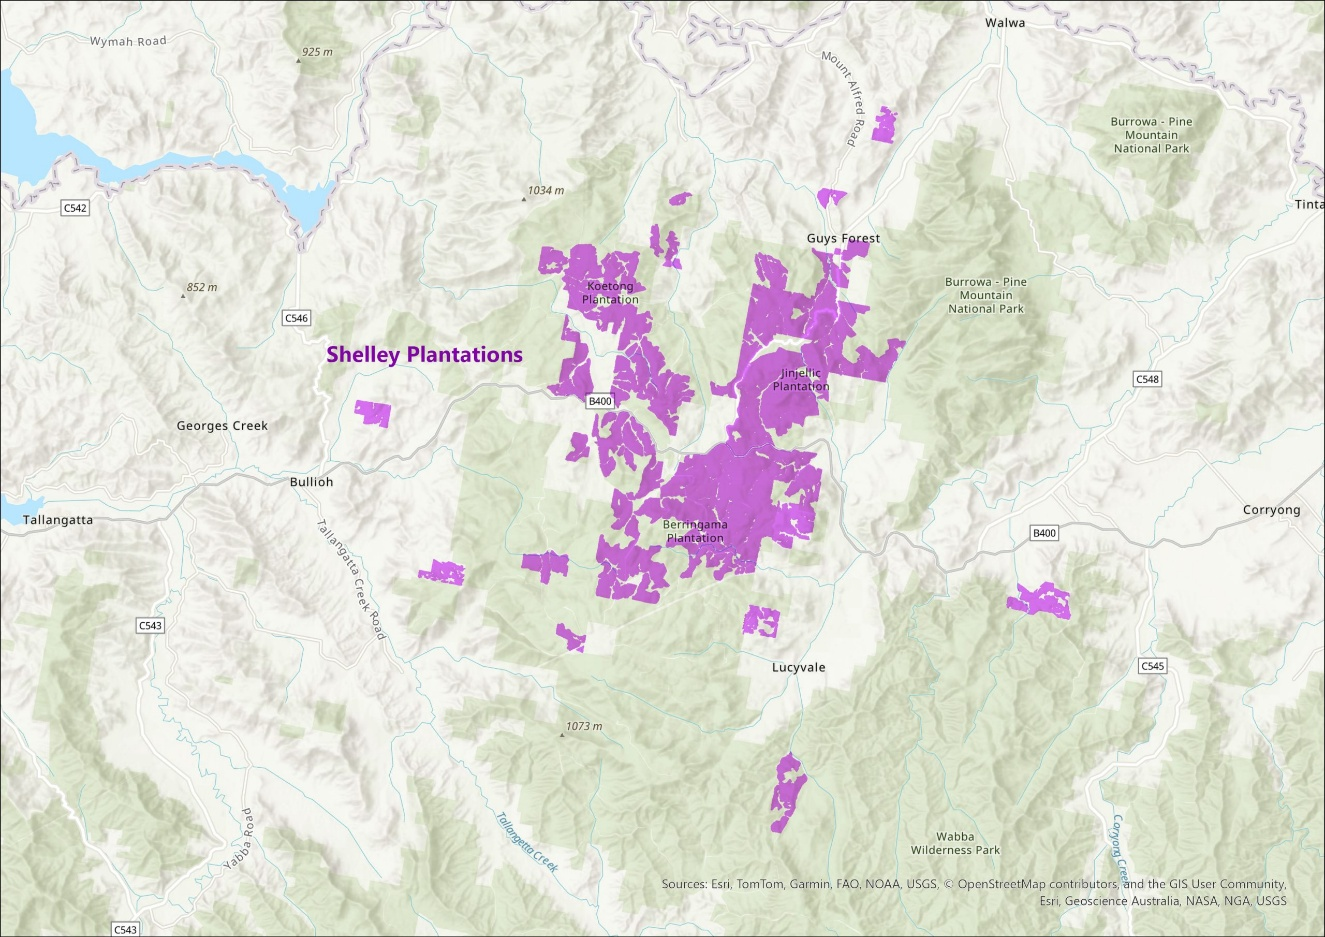 Walwa
Wymah Road
925 m
Mount Alfred Road
Burrowa - Pine
Mountain
National Park
1034 m
C542
Tinta
Guys Forest
852 m
Koetong
Plantation
Burrowa - Pine
Mountain
National Park
C546
Shelley Plantations
Jinjellic
Plantation
C548
B400
Georges Creek
Bullioh
Tallangatta
Corryong
Berringama
Plantation
B400
Tallangatta Creek Road
C543
Lucyvale
C545
1073 m
Tallangatta Creek
Yabba Road
Wabba
Wilderness Park
Corryong Creek
Sources: Esri, TomTom, Garmin, FAO, NOAA, USGS, © OpenStreetMap contributors, and the GIS User Community,
Esri, Geoscience Australia, NASA, NGA, USGS
C543